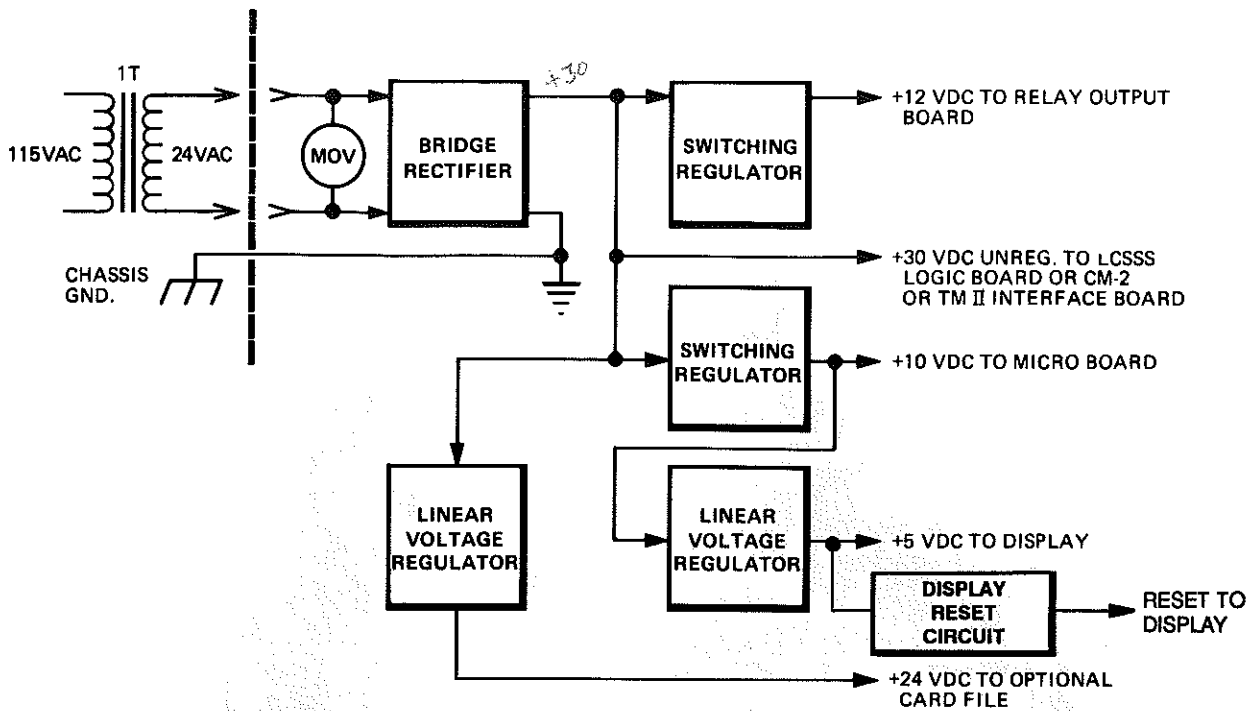 1T
115VAC
24VAC
MOV
BRIDGE
RECTIFIER
+30
SWITCHING
REGULATOR
+12 VDC TO RELAY OUTPUT
BOARD
CHASSIS
GND.
+30 VDC UNREG. TO LCSSS
LOGIC BOARD OR CM-2
OR TM II INTERFACE BOARD
SWITCHING
REGULATOR
+10 VDC TO MICRO BOARD
LINEAR
VOLTAGE
REGULATOR
LINEAR
VOLTAGE
REGULATOR
+5 VDC TO DISPLAY
DISPLAY
RESET
CIRCUIT
RESET TO
DISPLAY
+24 VDC TO OPTIONAL
CARD FILE